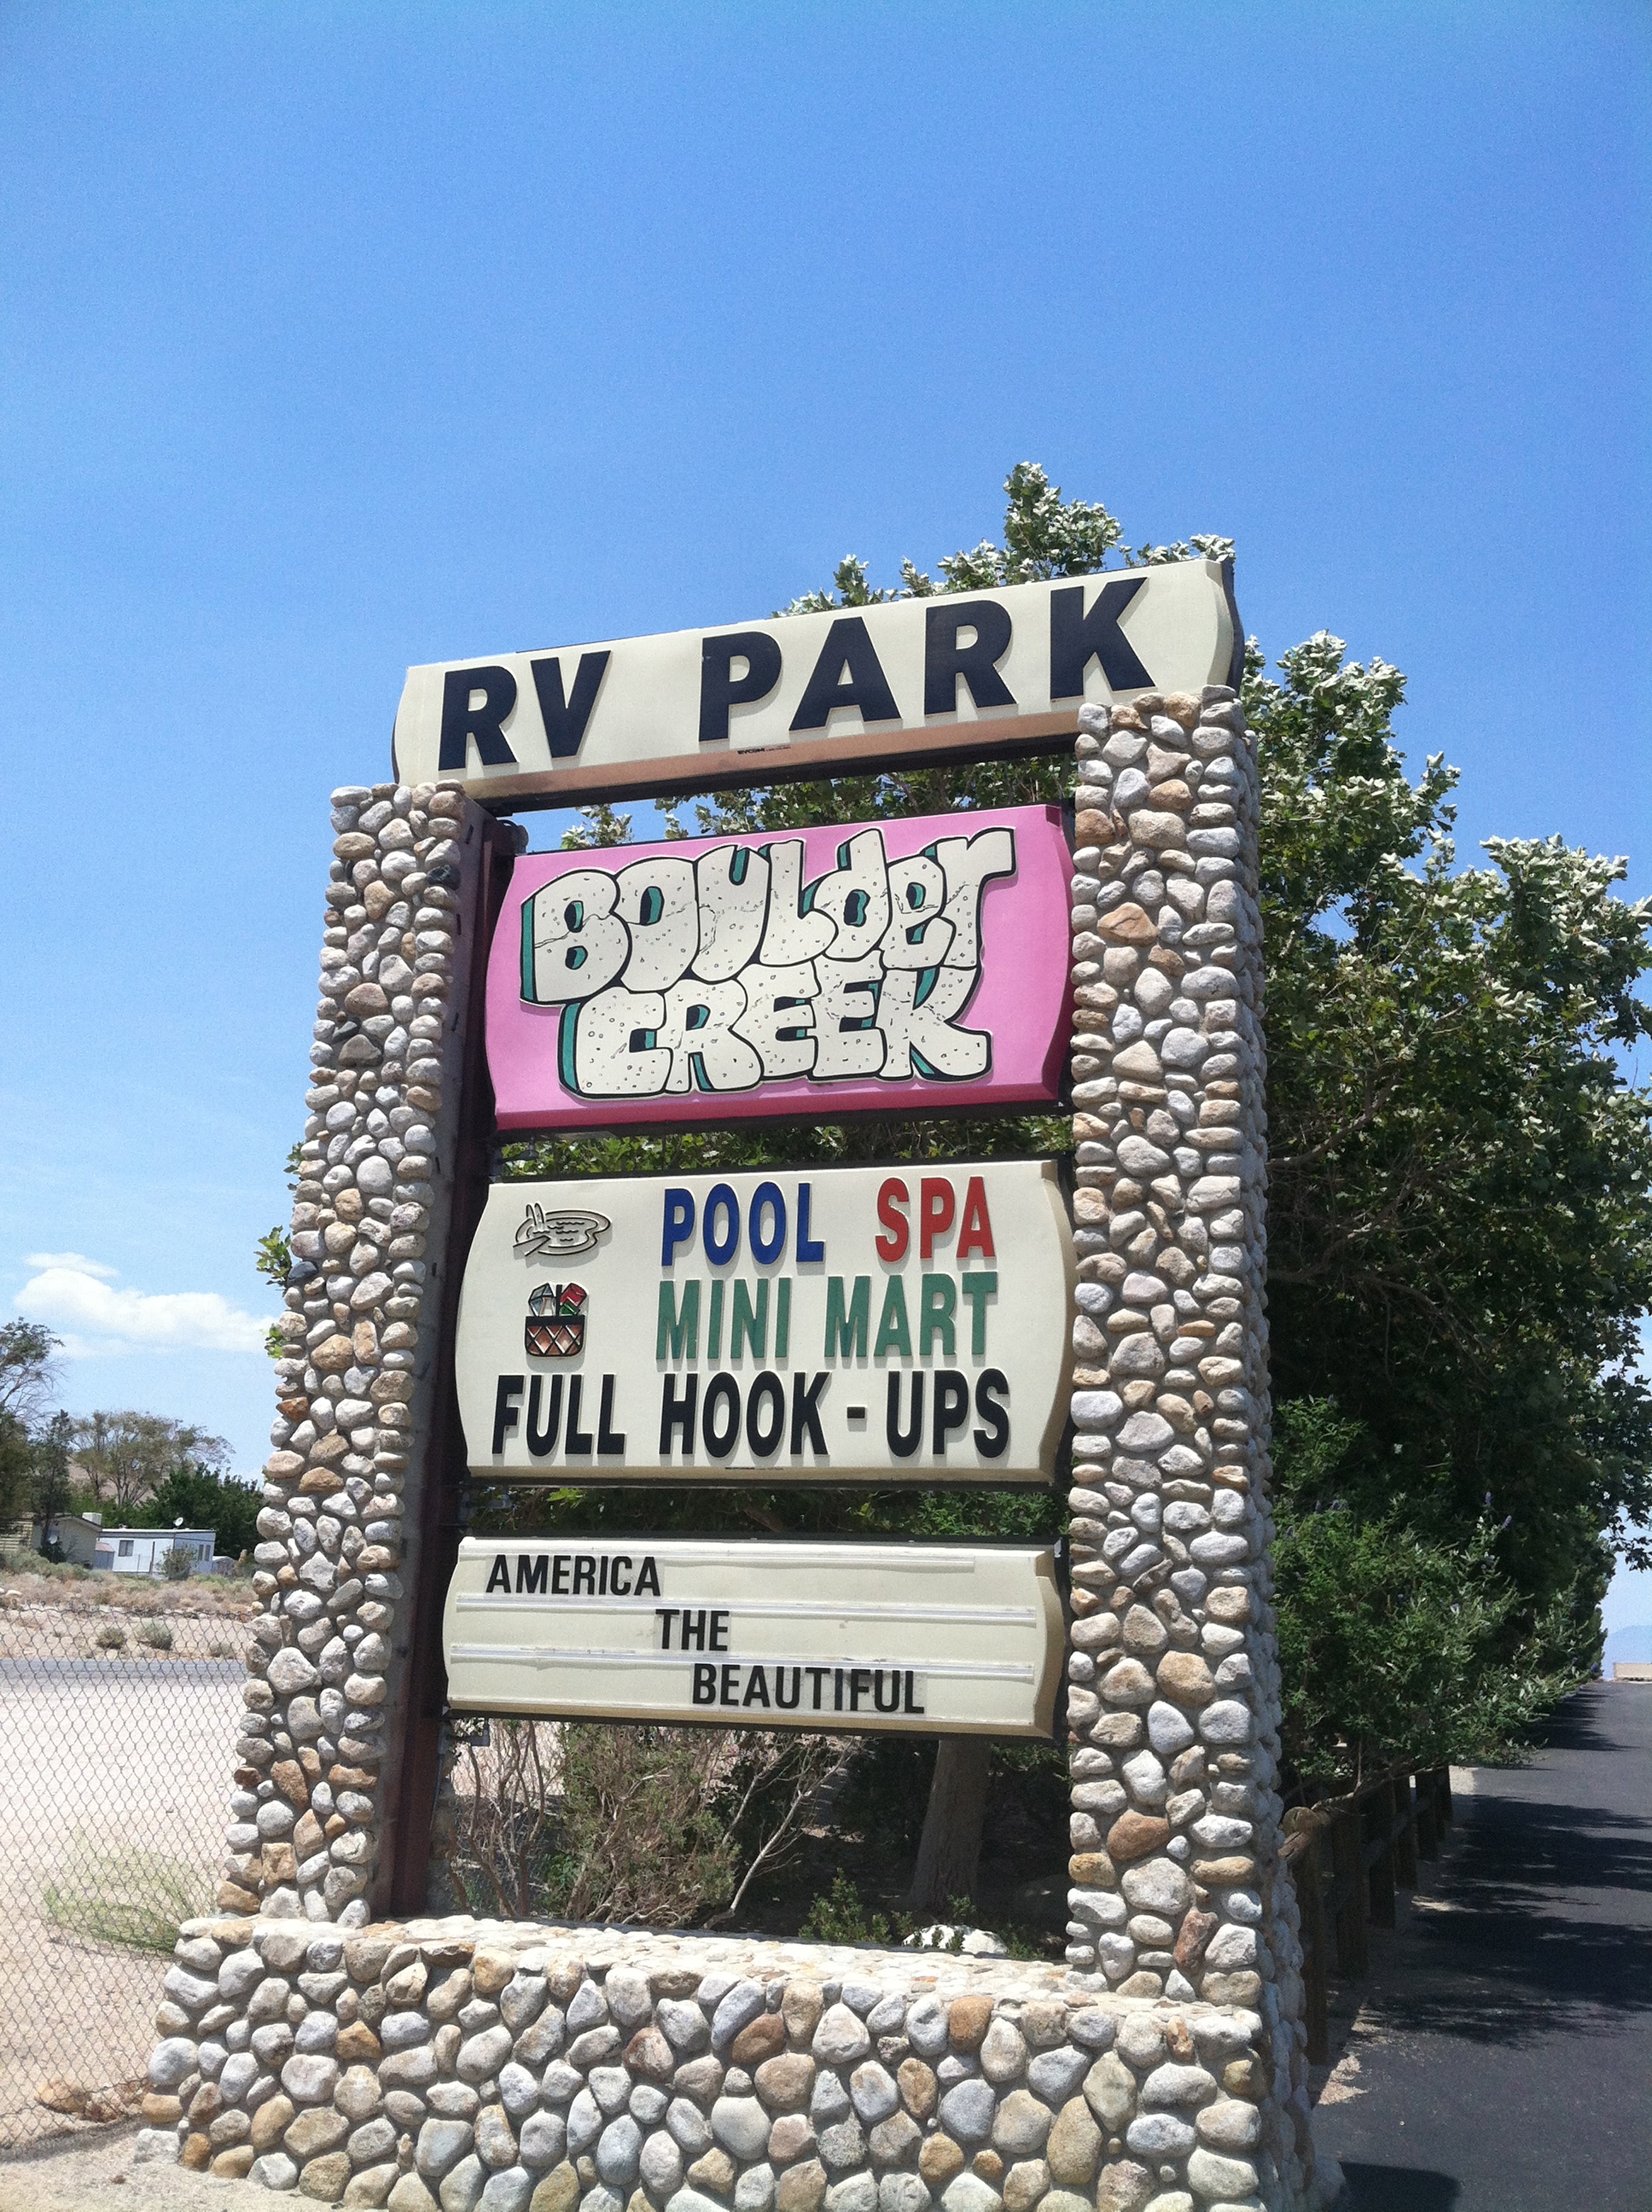 RV PARK
BOULder
CREEK
POOL SPA
MINI MART
FULL HOOK-UPS
AMERICA
THE
BEAUTIFUL